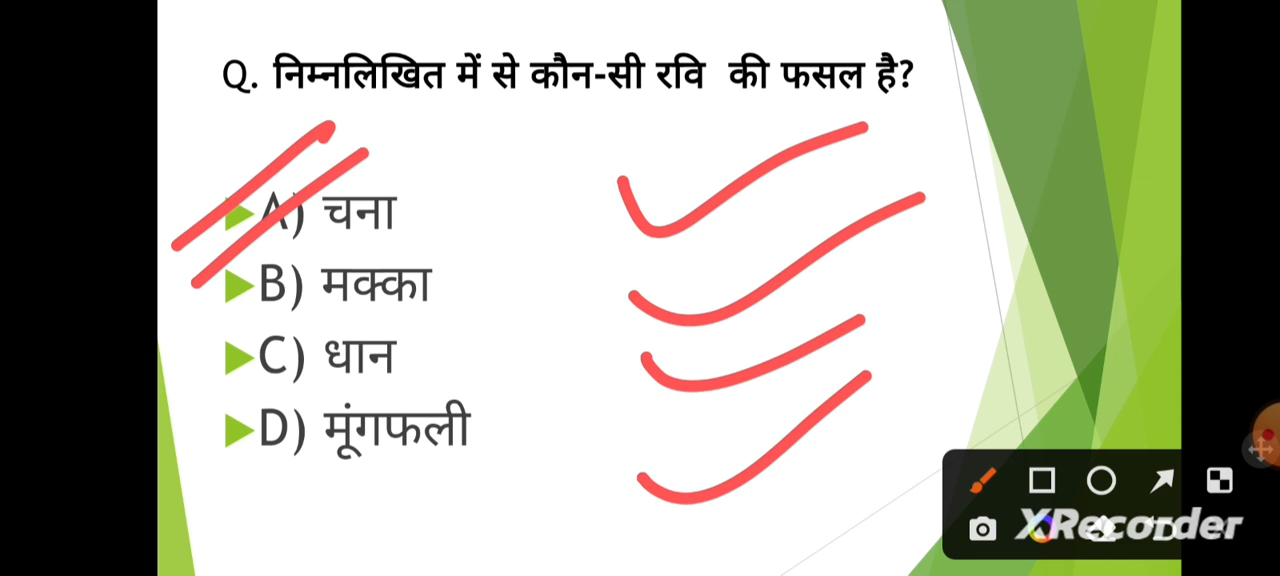 Q. निम्नलिखित में से कौन-सी रवि की फसल है?
A) चना
B) मक्का
C) धान
D) मूंगफली
XRecorder